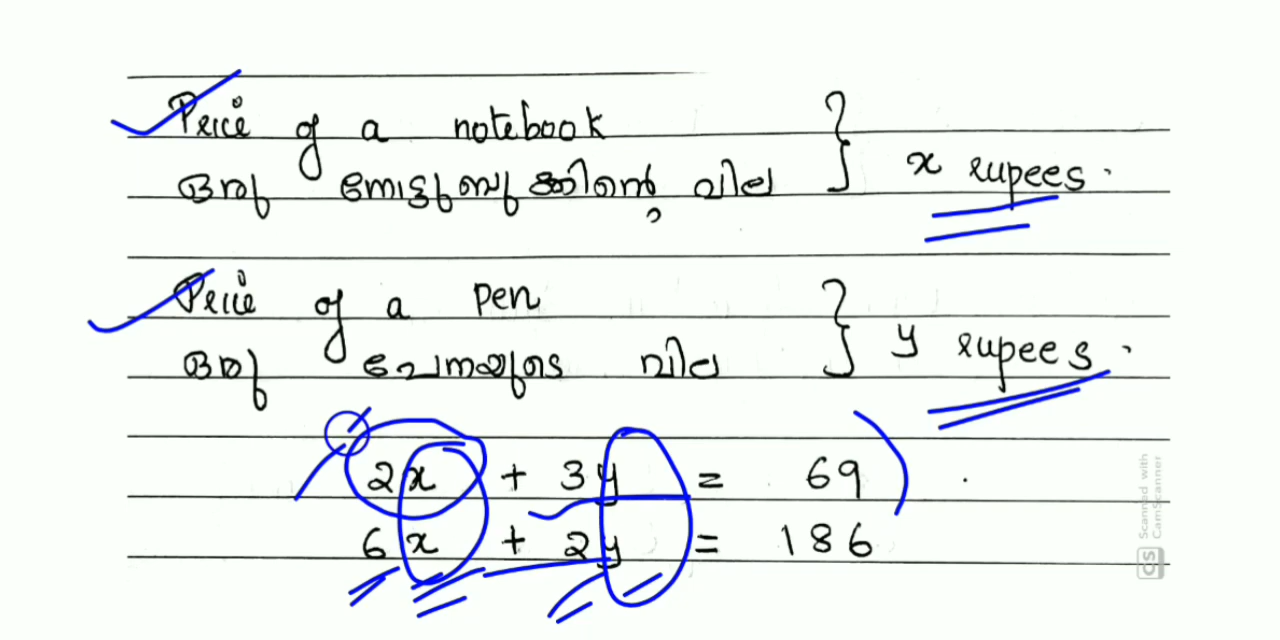 Price of a notebook
ഒരു നോട്ട്ബുക്കിന്റെ വില } x rupees.
Price of a pen
ഒരു പേനയുടെ വില } y rupees.
2x + 3y = 69
6x + 2y = 186
Scanned with
CamScanner
CS